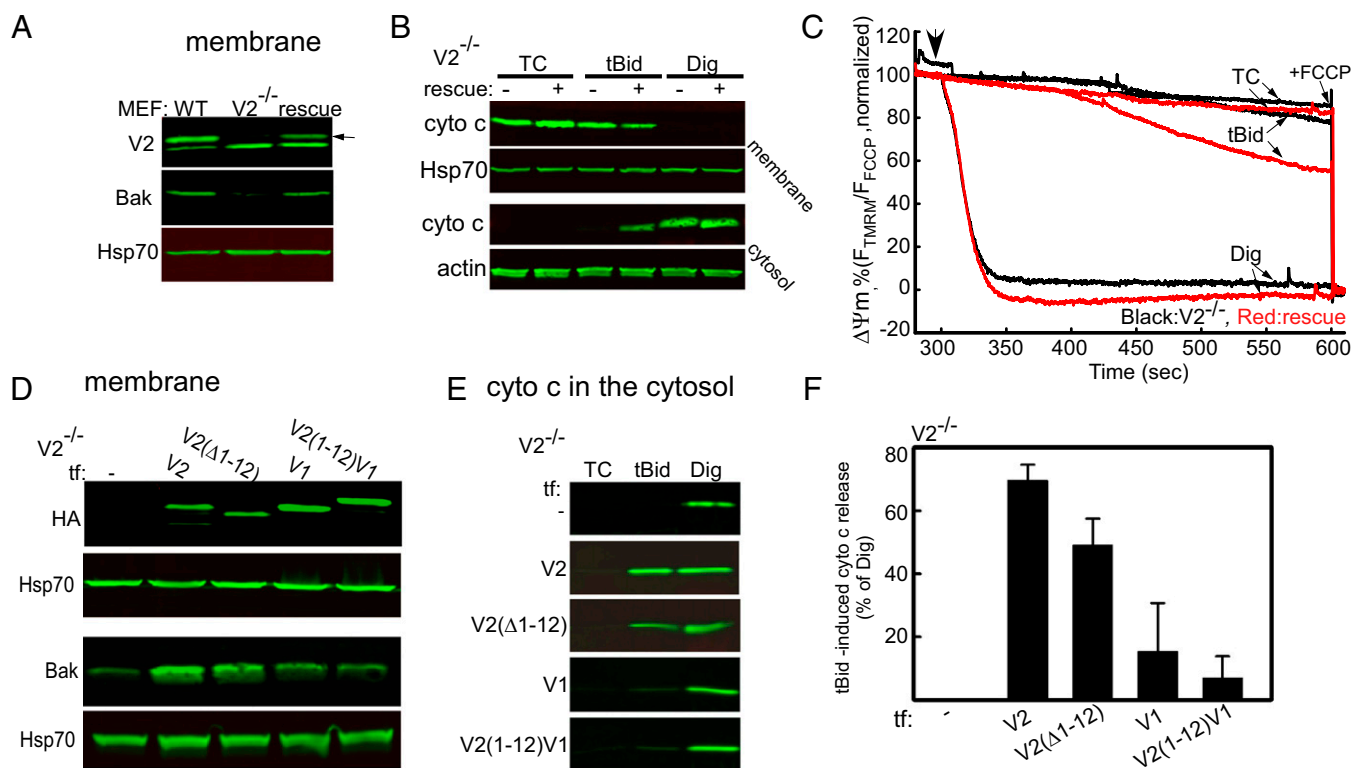 A
membrane
MEF: WT V2-/- rescue
V2
Bak
Hsp70
B
V2-/-
TC tBid Dig
rescue: - + - + - +
cyto c
Hsp70
membrane
cyto c
actin
cytosol
C
ΔΨm,%(FTMRM/FFCCP,normalized)
120
100
80
60
40
20
0
-20
TC
+FCCP
tBid
Dig
Black:V2-/-, Red:rescue
300 350 400 450 500 550 600
Time (sec)
D
membrane
V2-/-
tf: - V2 V2(Δ1-12) V1 V2(1-12)V1
HA
Hsp70
Bak
Hsp70
E
cyto c in the cytosol
V2-/-
TC tBid Dig
tf:
-
V2
V2(Δ1-12)
V1
V2(1-12)V1
F
V2-/-
tBid -induced cyto c release
(% of Dig)
80
60
40
20
0
tf: - V2 V2(Δ1-12) V1 V2(1-12)V1